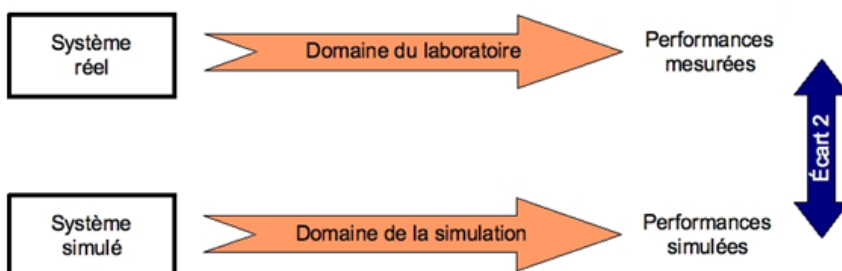 Système
réel
Domaine du laboratoire
Performances
mesurées
Écart 2
Système
simulé
Domaine de la simulation
Performances
simulées